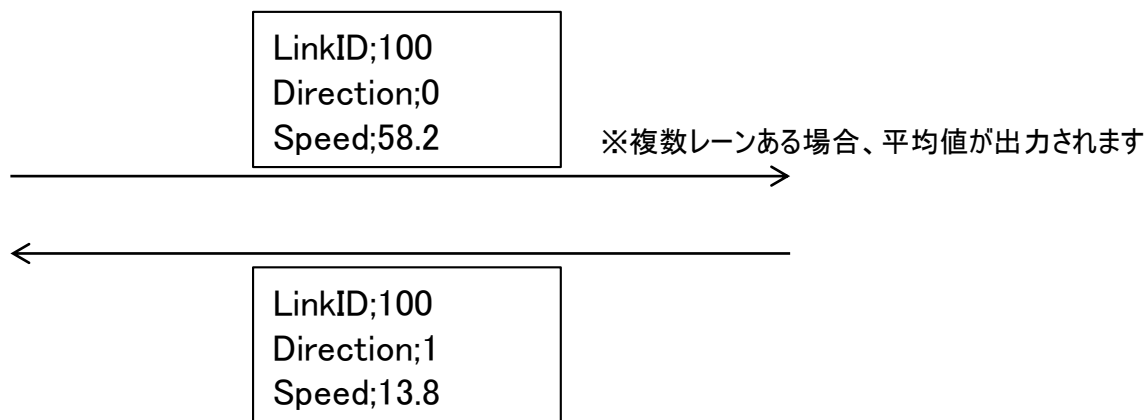 LinkID;100
Direction;0
Speed;58.2
※複数レーンある場合、平均値が出力されます
LinkID;100
Direction;1
Speed;13.8